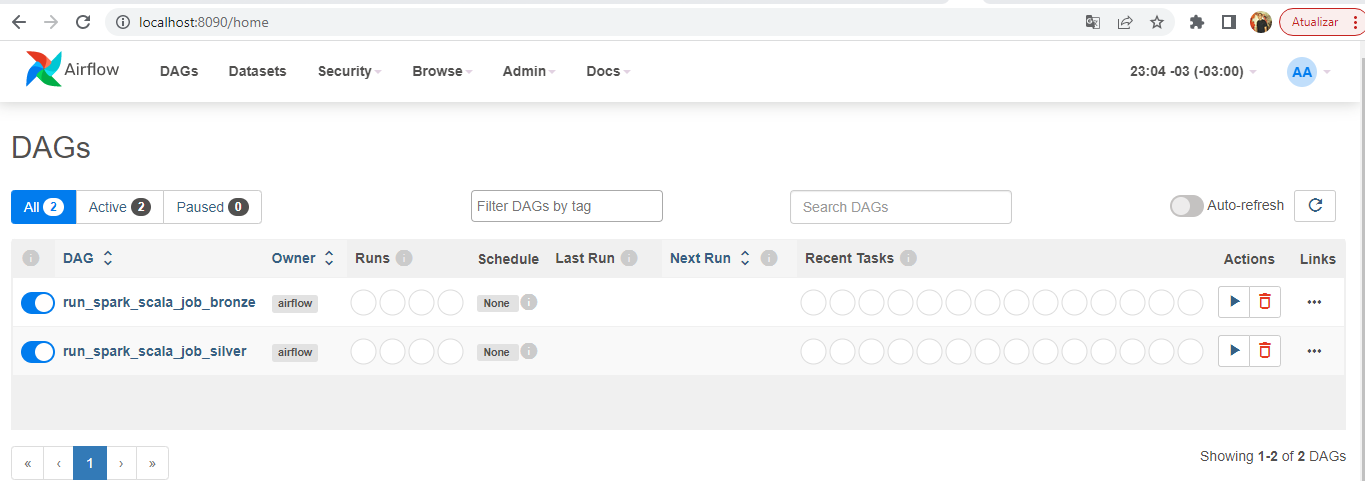 localhost:8090/home
Atualizar
Airflow DAGs Datasets Security Browse Admin Docs 23:04 -03 (-03:00) AA
DAGs
All 2 Active 2 Paused 0 Filter DAGs by tag Search DAGs Auto-refresh
i DAG Owner Runs i Schedule Last Run i Next Run i Recent Tasks i Actions Links
run_spark_scala_job_bronze airflow None i
run_spark_scala_job_silver airflow None i
« ‹ 1 › »
Showing 1-2 of 2 DAGs